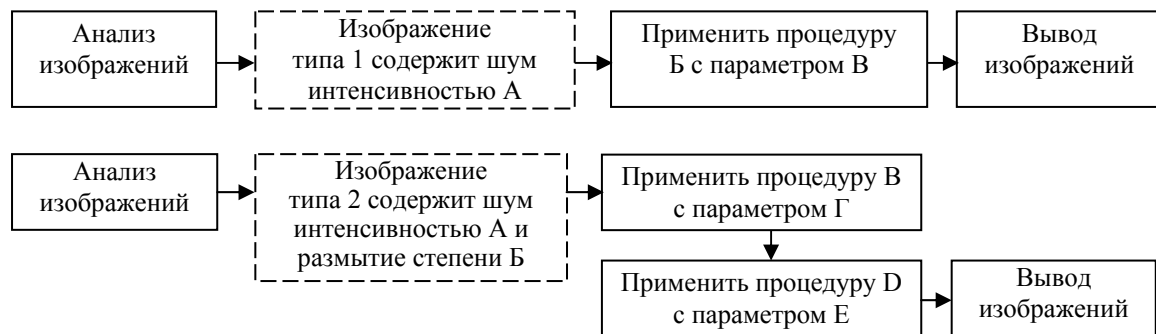 Анализ
изображений
Изображение
типа 1 содержит шум
интенсивностью А
Применить процедуру
Б с параметром В
Вывод
изображений
Анализ
изображений
Изображение
типа 2 содержит шум
интенсивностью А и
размытие степени Б
Применить процедуру В
с параметром Г
Применить процедуру D
с параметром Е
Вывод
изображений